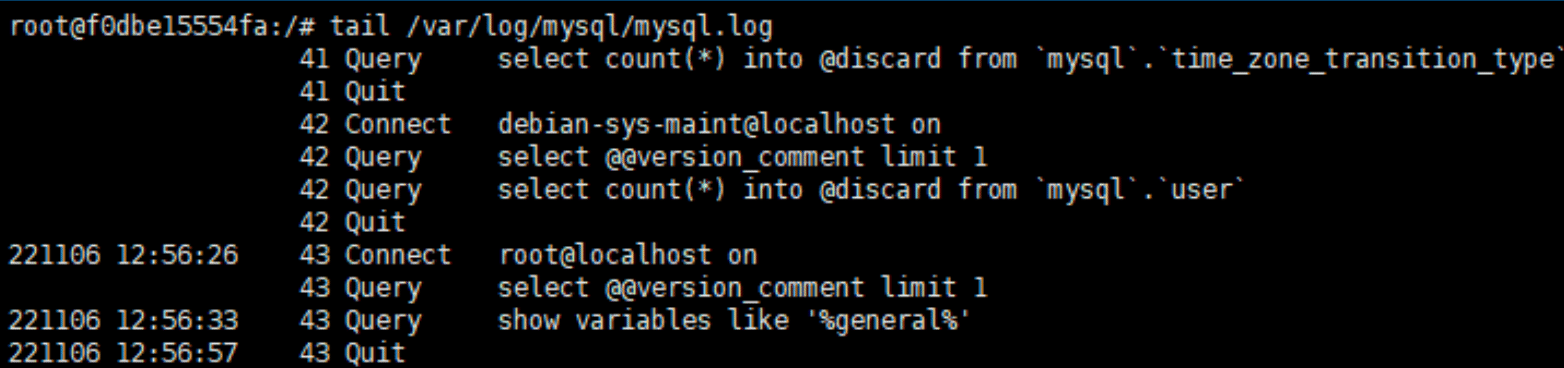 root@f0dbe15554fa:/# tail /var/log/mysql/mysql.log
41 Query select count(*) into @discard from `mysql`.`time_zone_transition_type`
41 Quit
42 Connect debian-sys-maint@localhost on
42 Query select @@version_comment limit 1
42 Query select count(*) into @discard from `mysql`.`user`
42 Quit
221106 12:56:26 43 Connect root@localhost on
43 Query select @@version_comment limit 1
221106 12:56:33 43 Query show variables like '%general%'
221106 12:56:57 43 Quit